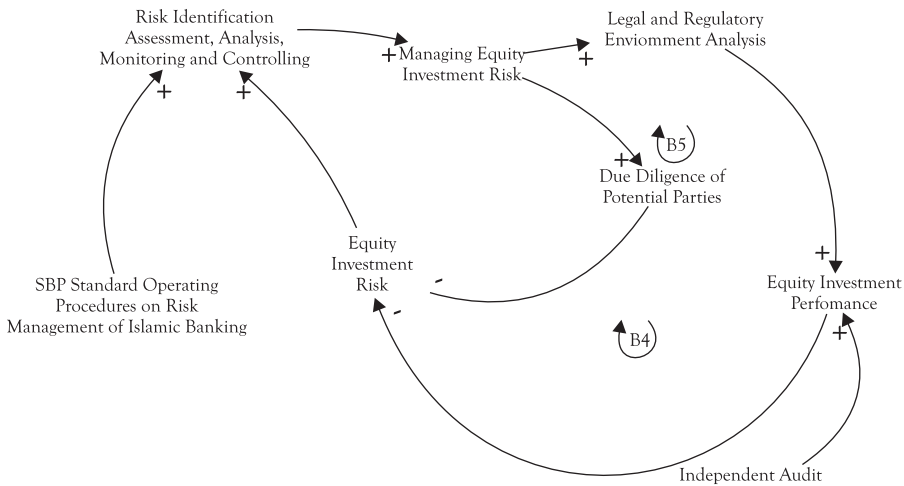 Risk Identification
Assessment, Analysis,
Monitoring and Controlling
+
+
+
Managing Equity
Investment Risk
+
Legal and Regulatory
Enviomment Analysis
B5
+
Due Diligence of
Potential Parties
Equity
Investment
Risk
-
-
SBP Standard Operating
Procedures on Risk
Management of Islamic Banking
+
Equity Investment
Perfomance
+
B4
Independent Audit